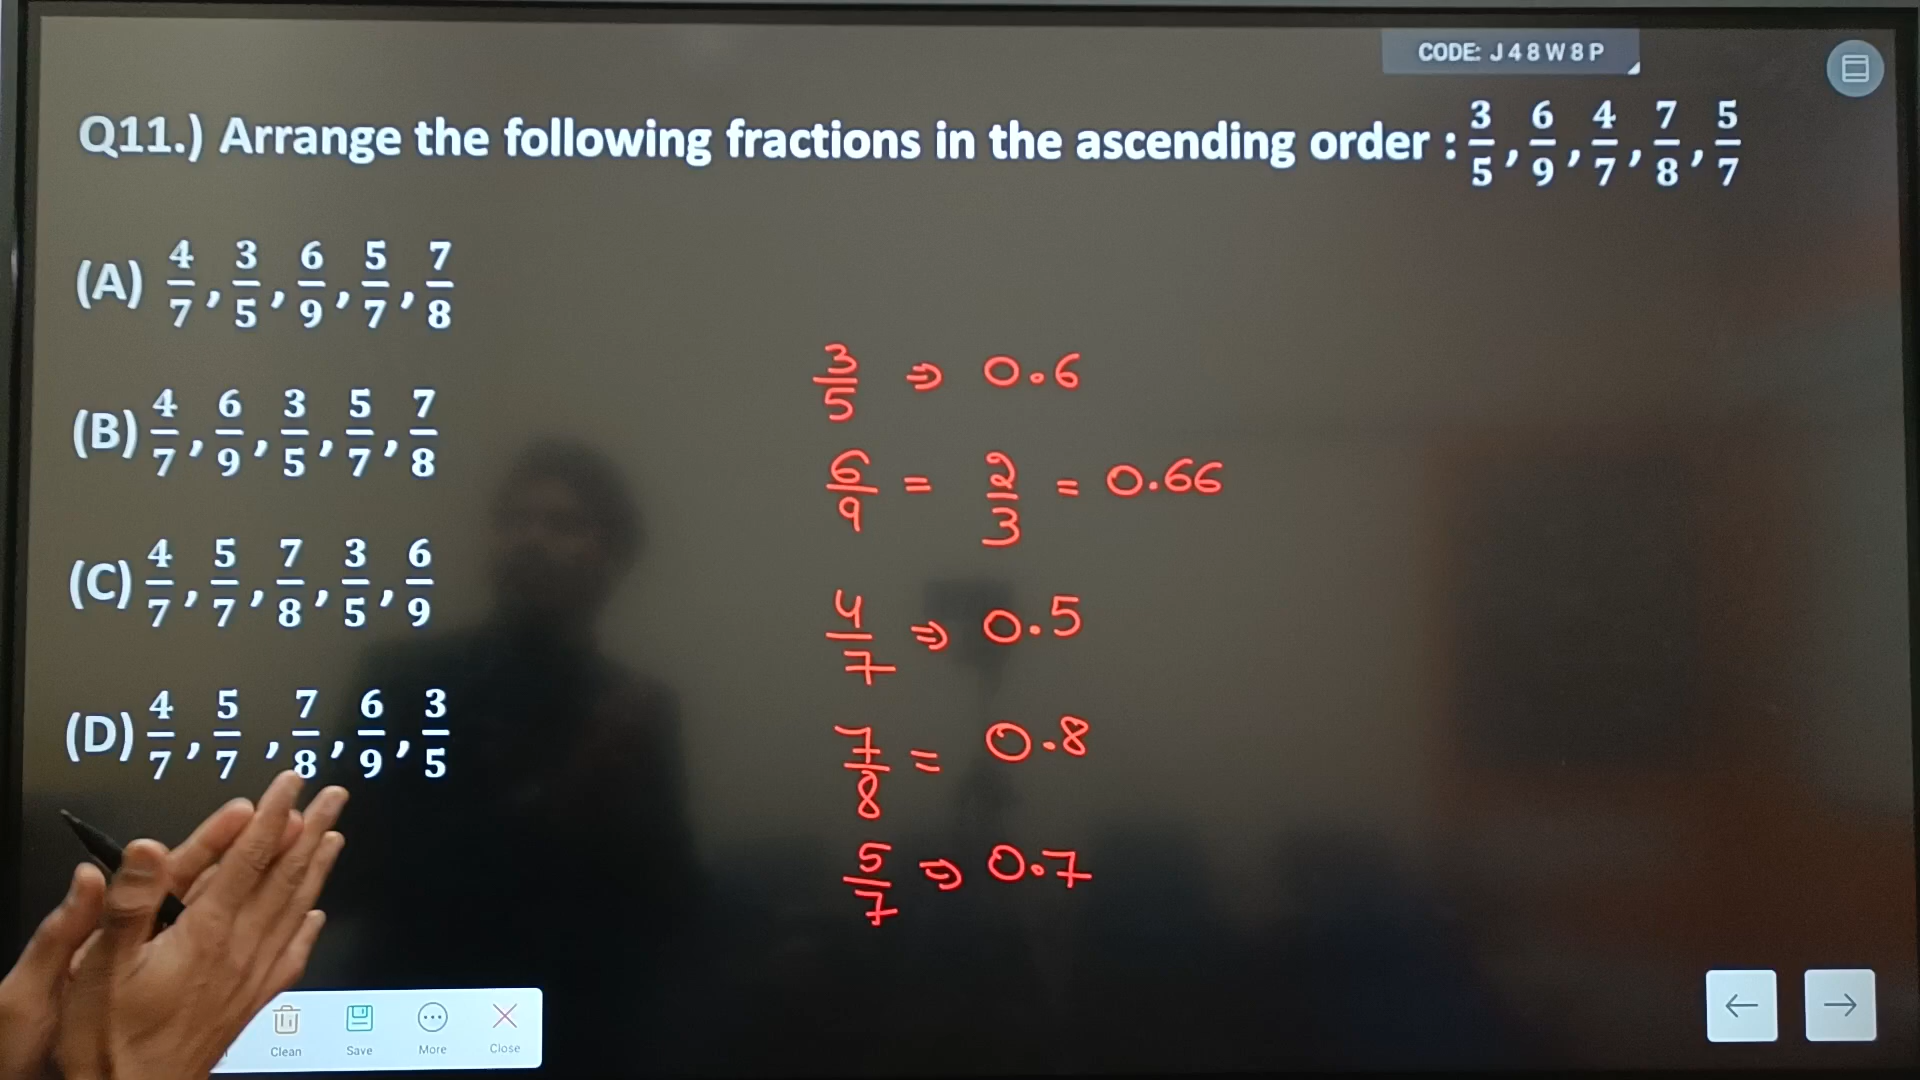 CODE: J48W8P
Q11.) Arrange the following fractions in the ascending order : 3/5, 6/9, 4/7, 7/8, 5/7
(A) 4/7, 3/5, 6/9, 5/7, 7/8
(B) 4/7, 6/9, 3/5, 5/7, 7/8
(C) 4/7, 5/7, 7/8, 3/5, 6/9
(D) 4/7, 5/7, 7/8, 6/9, 3/5
3/5 ⇒ 0.6
6/9 = 2/3 = 0.66
4/7 ⇒ 0.5
7/8 = 0.8
5/7 ⇒ 0.7
Clean Save More Close